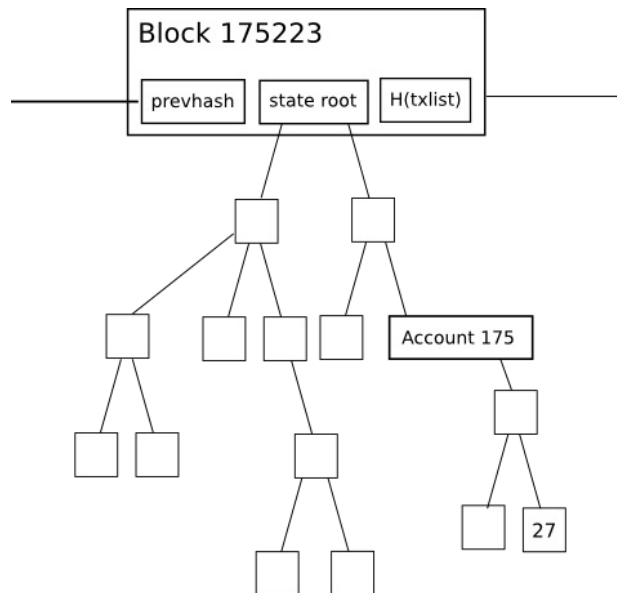 Block 175223
prevhash
state root
H(txlist)
Account 175
27